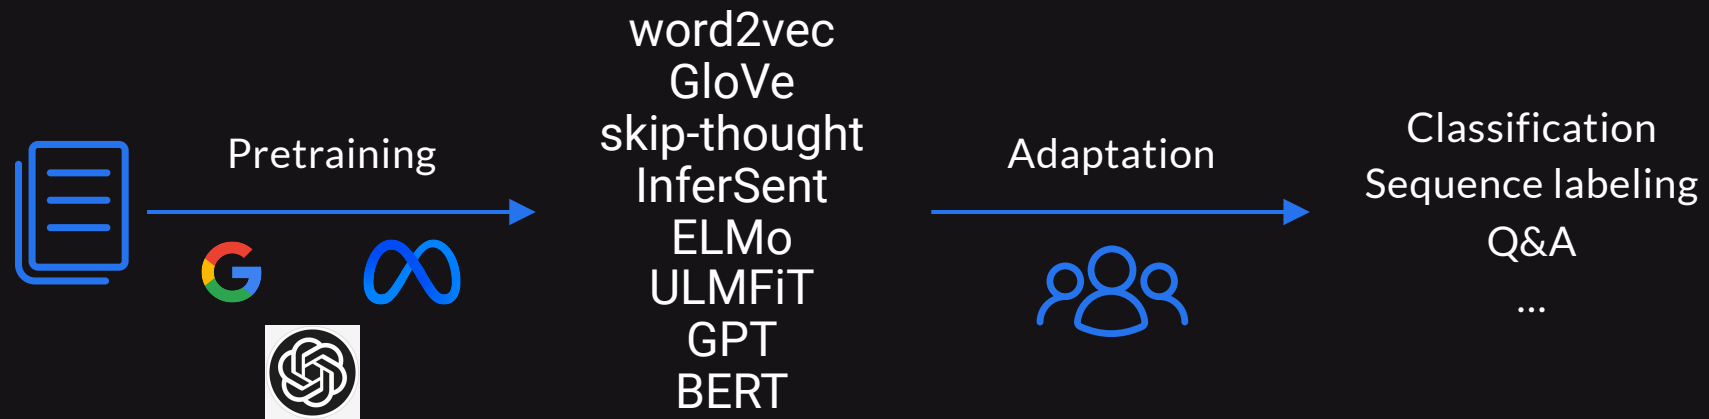 Pretraining
word2vec
GloVe
skip-thought
InferSent
ELMo
ULMFiT
GPT
BERT
Adaptation
Classification
Sequence labeling
Q&A
...